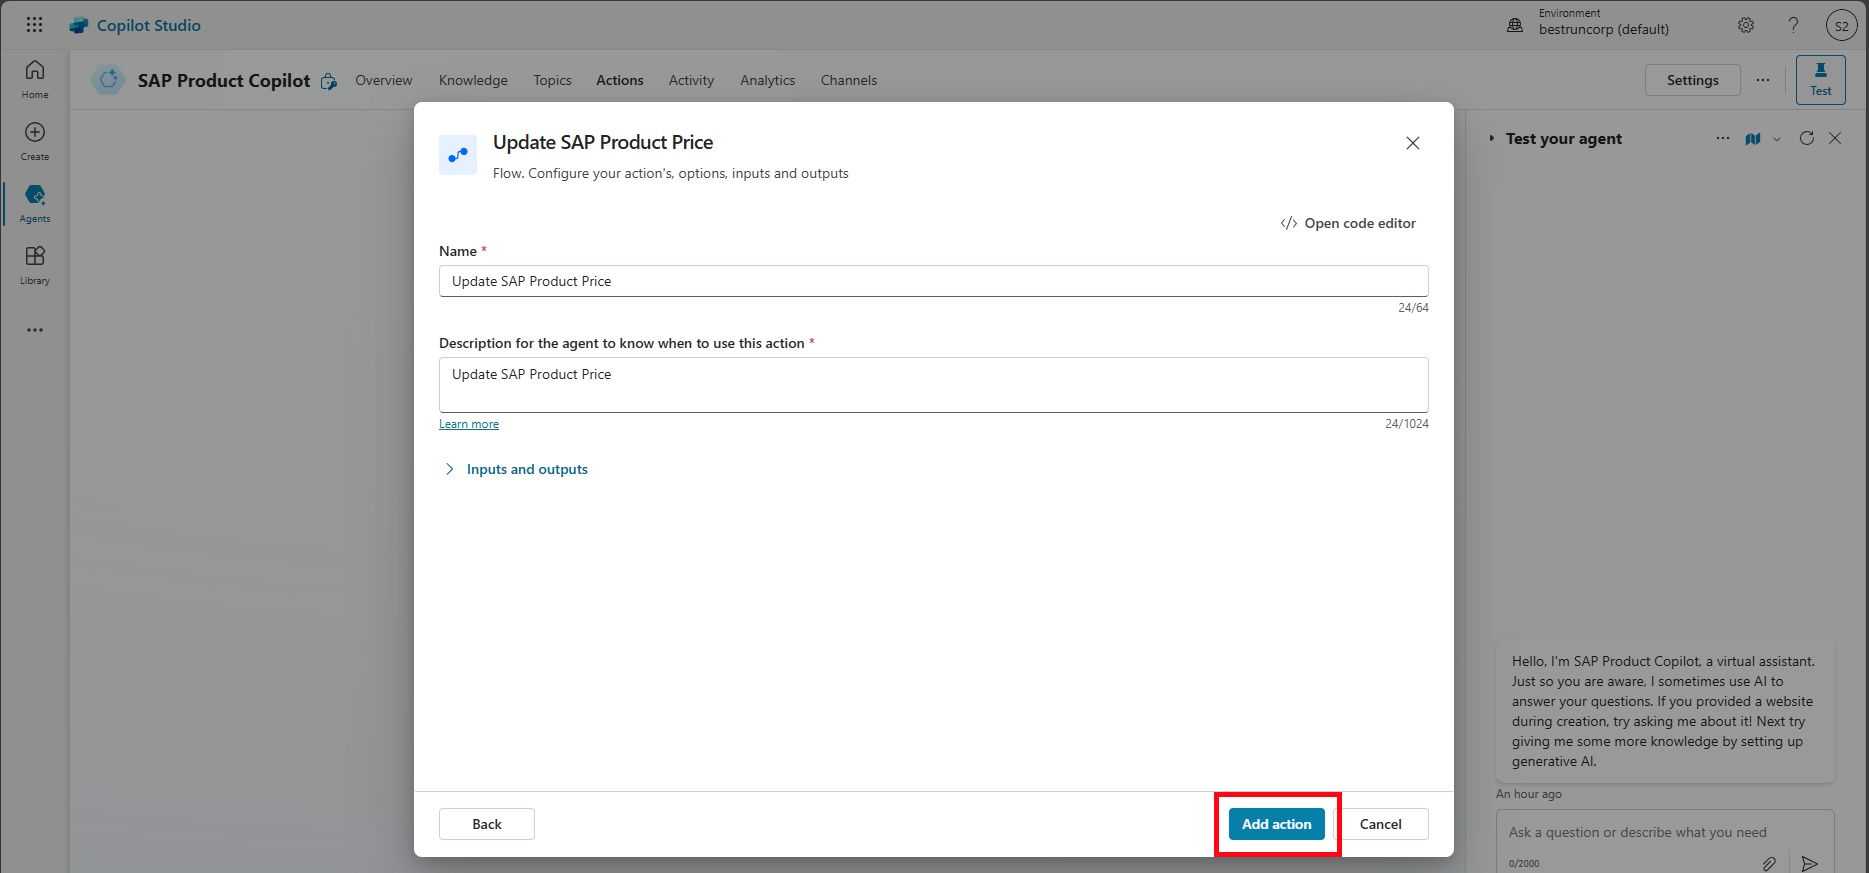 Copilot Studio
Environment
bestruncorp (default)
S2
Home
Create
Agents
Library
SAP Product Copilot
Overview
Knowledge
Topics
Actions
Activity
Analytics
Channels
Settings
Test
Update SAP Product Price
Flow. Configure your action's, options, inputs and outputs
</> Open code editor
Name *
Update SAP Product Price
24/64
Description for the agent to know when to use this action *
Update SAP Product Price
Learn more
24/1024
Inputs and outputs
Back
Add action
Cancel
Test your agent
Hello, I'm SAP Product Copilot, a virtual assistant.
Just so you are aware, I sometimes use AI to
answer your questions. If you provided a website
during creation, try asking me about it! Next try
giving me some more knowledge by setting up
generative AI.
An hour ago
Ask a question or describe what you need
0/2000